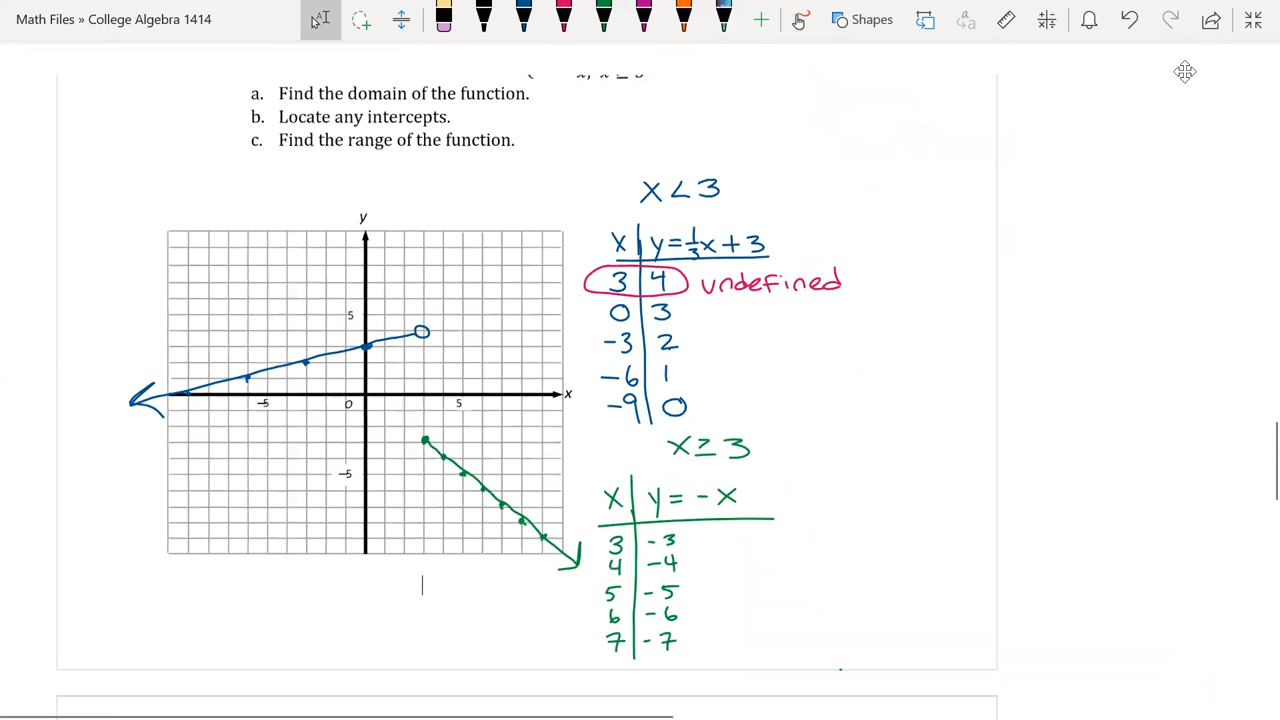 Math Files » College Algebra 1414
Shapes
a. Find the domain of the function.
b. Locate any intercepts.
c. Find the range of the function.
x < 3
x y = 1/3 x + 3
3 4 undefined
0 3
-3 2
-6 1
-9 0
x ≥ 3
x y = - x
3 - 3
4 - 4
5 - 5
6 - 6
7 - 7
y
5
x
-5 0 5
-5